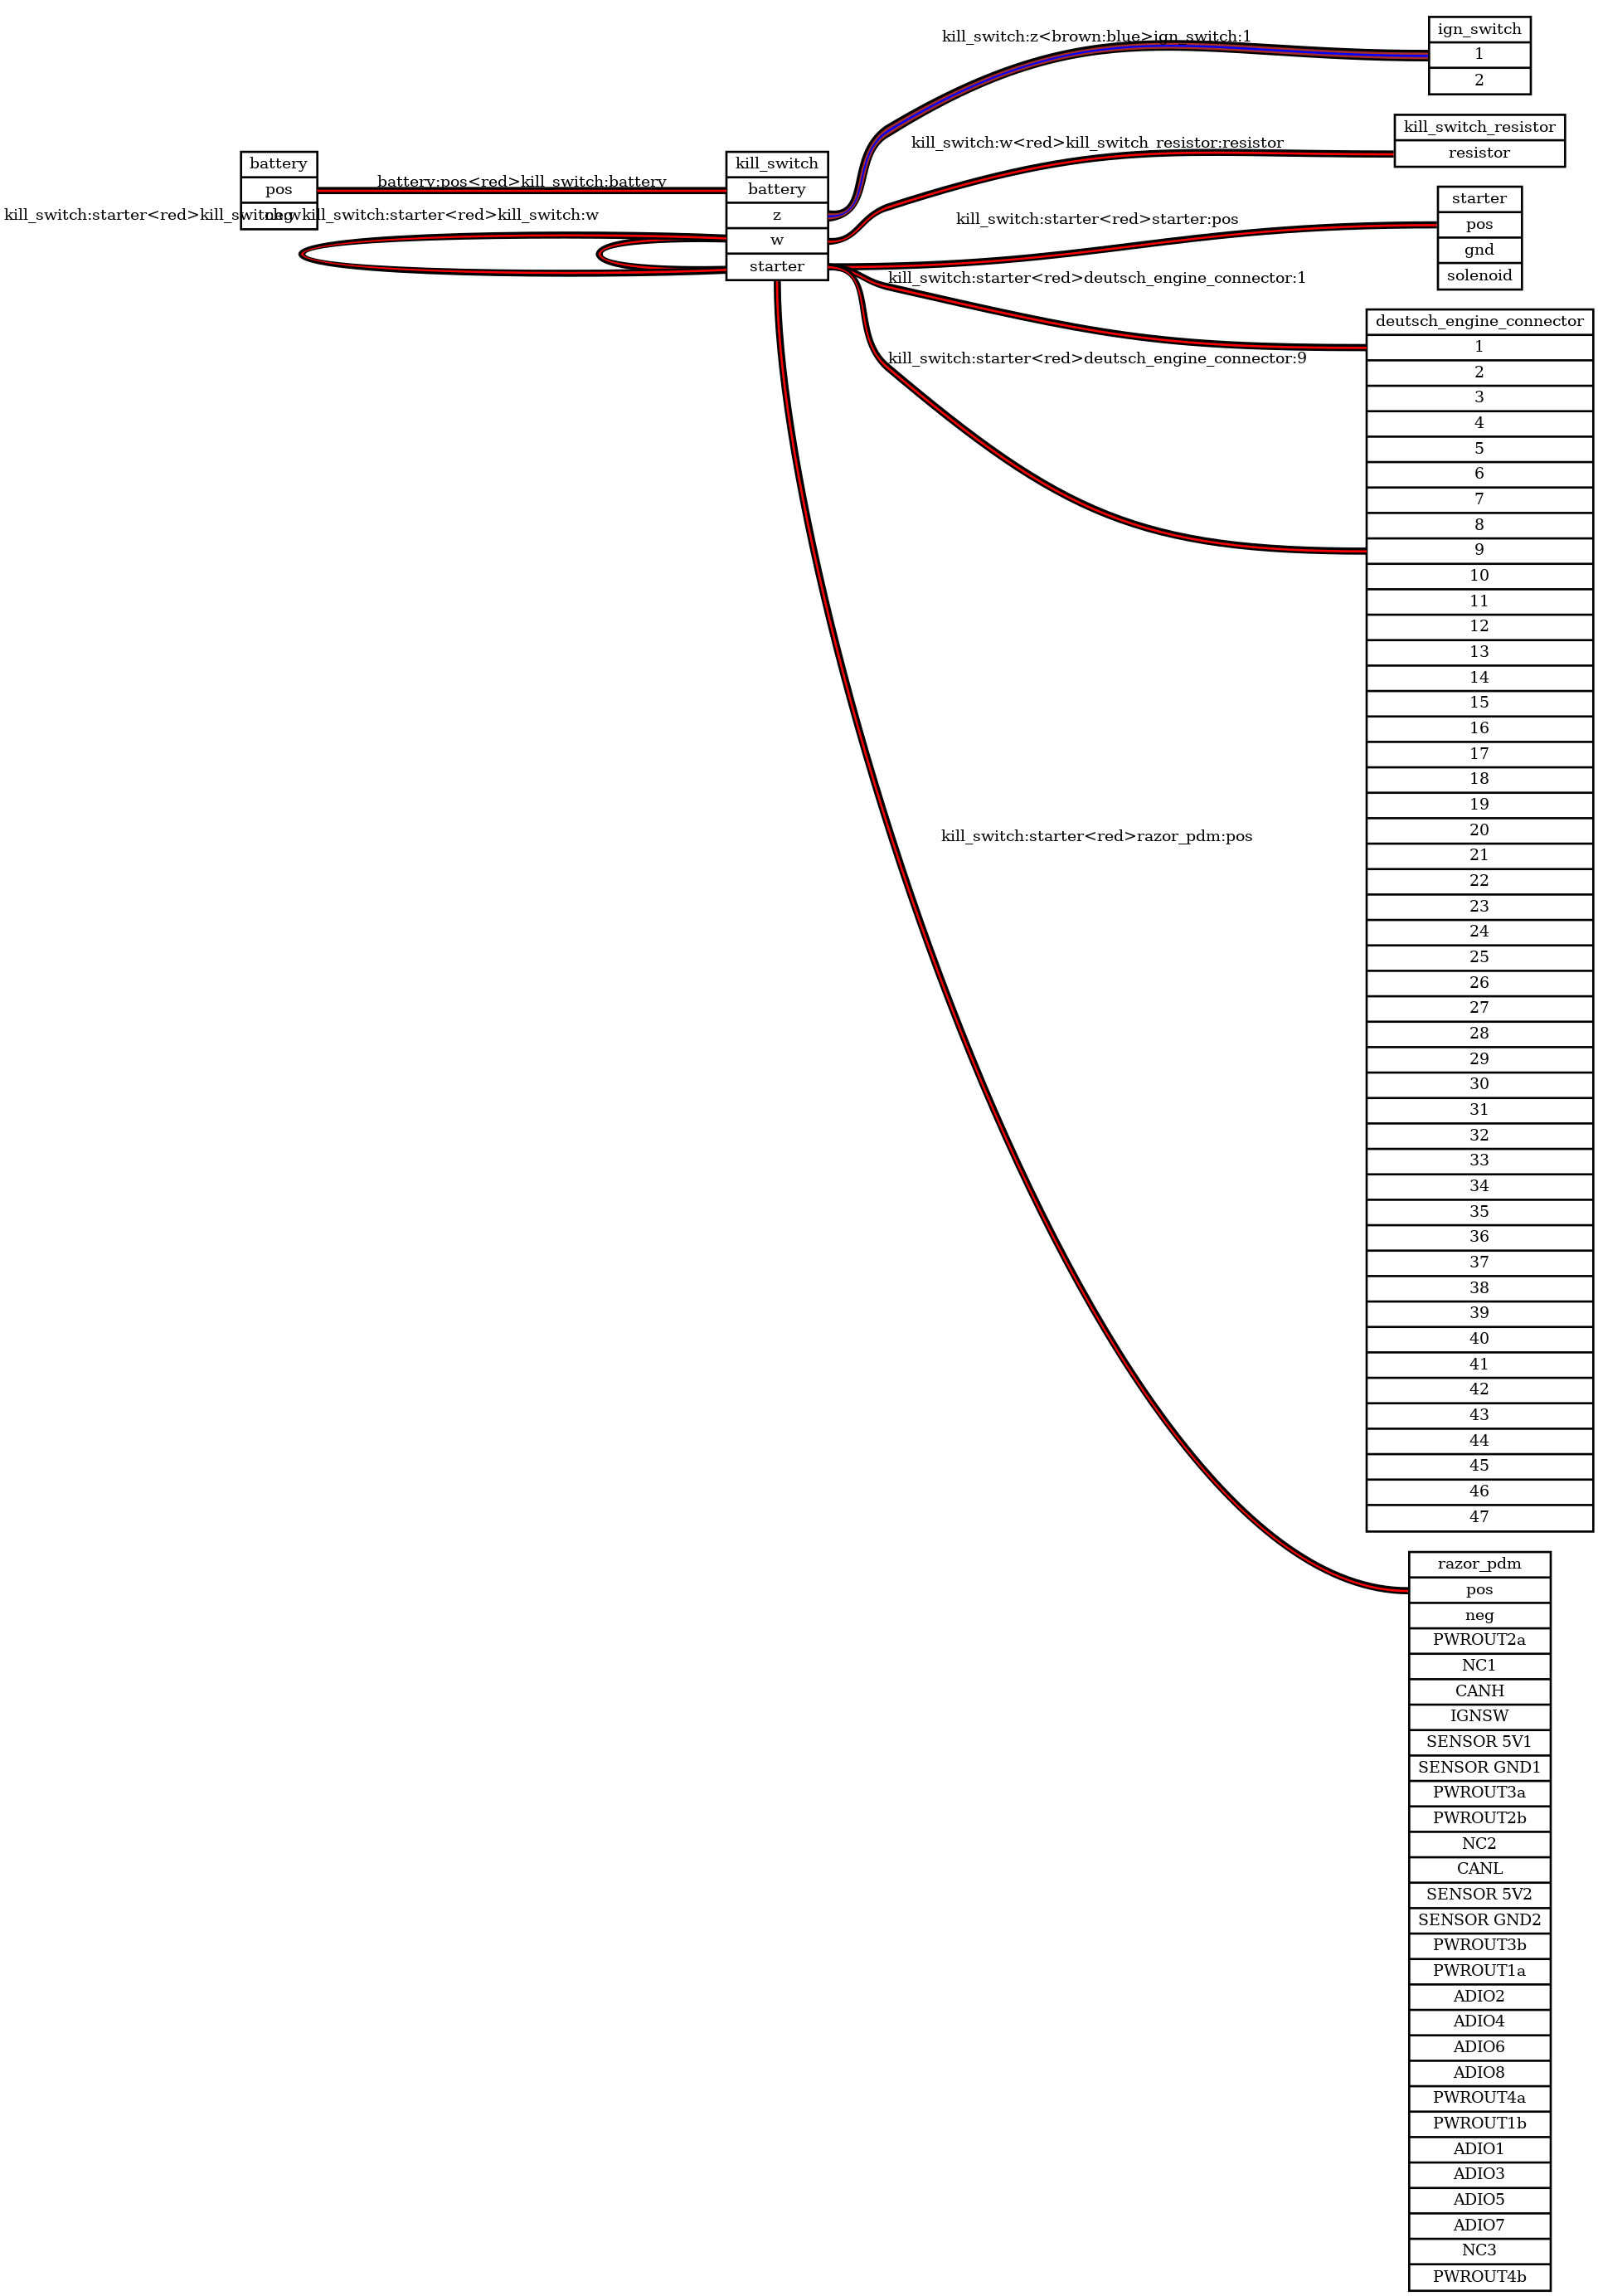 kill_switch:z<brown:blue>ign_switch:1
ign_switch
1
2
kill_switch:w<red>kill_switch_resistor:resistor
kill_switch_resistor
resistor
battery
pos
neg
battery:pos<red>kill_switch:battery
kill_switch:starter<red>kill_switch:w
kill_switch:starter<red>kill_switch:w
kill_switch
battery
z
w
starter
kill_switch:starter<red>starter:pos
starter
pos
gnd
solenoid
kill_switch:starter<red>deutsch_engine_connector:1
kill_switch:starter<red>deutsch_engine_connector:9
deutsch_engine_connector
1
2
3
4
5
6
7
8
9
10
11
12
13
14
15
16
17
18
19
20
21
22
23
24
25
26
27
28
29
30
31
32
33
34
35
36
37
38
39
40
41
42
43
44
45
46
47
kill_switch:starter<red>razor_pdm:pos
razor_pdm
pos
neg
PWROUT2a
NC1
CANH
IGNSW
SENSOR 5V1
SENSOR GND1
PWROUT3a
PWROUT2b
NC2
CANL
SENSOR 5V2
SENSOR GND2
PWROUT3b
PWROUT1a
ADIO2
ADIO4
ADIO6
ADIO8
PWROUT4a
PWROUT1b
ADIO1
ADIO3
ADIO5
ADIO7
NC3
PWROUT4b